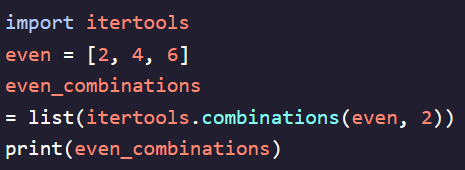 import itertools
even = [2, 4, 6]
even_combinations
= list(itertools.combinations(even, 2))
print(even_combinations)